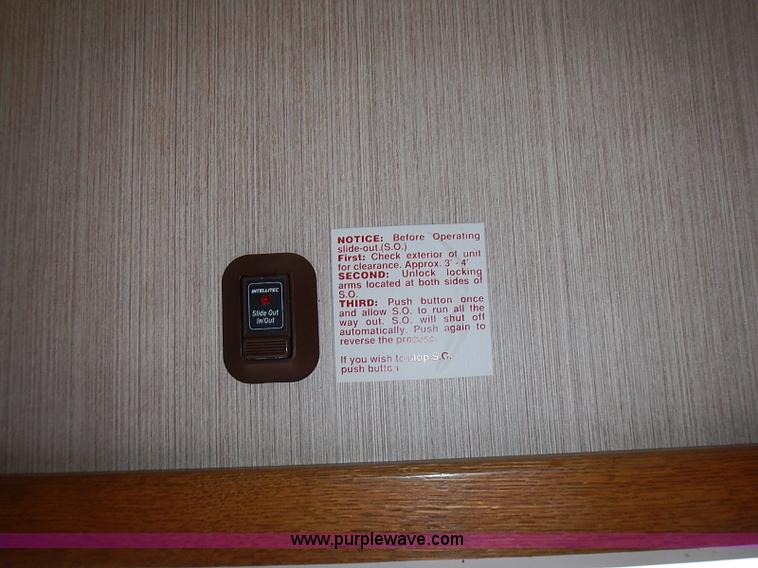 INTELLITEC
Slide Out
In/Out
NOTICE: Before Operating
slide-out.(S.O.)
First: Check exterior of unit
for clearance. Approx. 3' - 4'
SECOND: Unlock locking
arms located at both sides of
S.O.
THIRD: Push button once
and allow S.O. to run all the
way out. S.O. will shut off
automatically. Push again to
reverse the process.
If you wish to stop S.O.
push button
www.purplewave.com